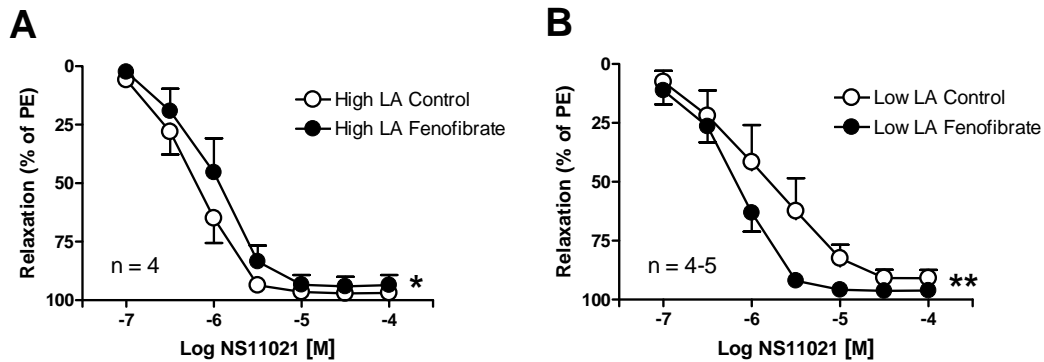 A
Relaxation (% of PE)
0
25
50
75
100
High LA Control
High LA Fenofibrate
n = 4
*
-7
-6
-5
-4
Log NS11021 [M]
B
Relaxation (% of PE)
0
25
50
75
100
Low LA Control
Low LA Fenofibrate
n = 4-5
**
-7
-6
-5
-4
Log NS11021 [M]